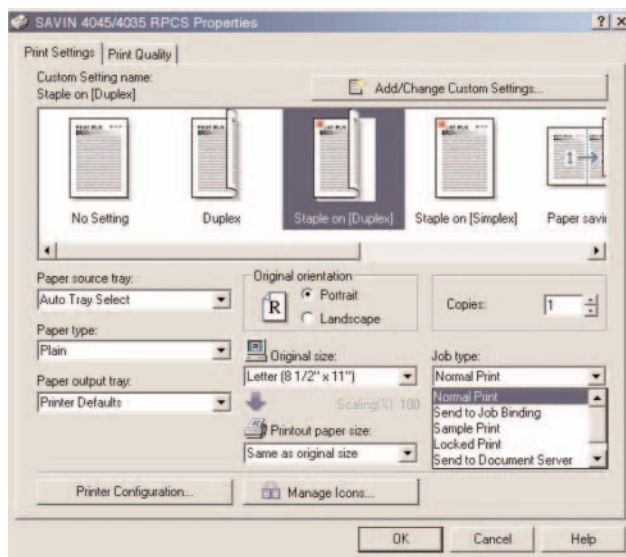 SAVIN 4045/4035 RPCS Properties
Print Settings
Print Quality
Custom Setting name:
Staple on [Duplex]
Add/Change Custom Settings...
No Setting
Duplex
Staple on [Duplex]
Staple on [Simplex]
Paper savin
1
Paper source tray:
Auto Tray Select
Paper type:
Plain
Paper output tray:
Printer Defaults
Original orientation
R
Portrait
Landscape
Original size:
Letter (8 1/2" x 11")
Scaling(%): 100
Printout paper size:
Same as original size
Copies:
1
Job type:
Normal Print
Normal Print
Send to Job Binding
Sample Print
Locked Print
Send to Document Server
Printer Configuration...
Manage Icons...
OK
Cancel
Help